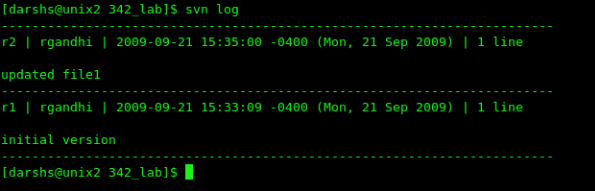 [darshs@unix2 342_lab]$ svn log
------------------------------------------------------------------------
r2 | rgandhi | 2009-09-21 15:35:00 -0400 (Mon, 21 Sep 2009) | 1 line

updated file1
------------------------------------------------------------------------
r1 | rgandhi | 2009-09-21 15:33:09 -0400 (Mon, 21 Sep 2009) | 1 line

initial version
------------------------------------------------------------------------
[darshs@unix2 342_lab]$